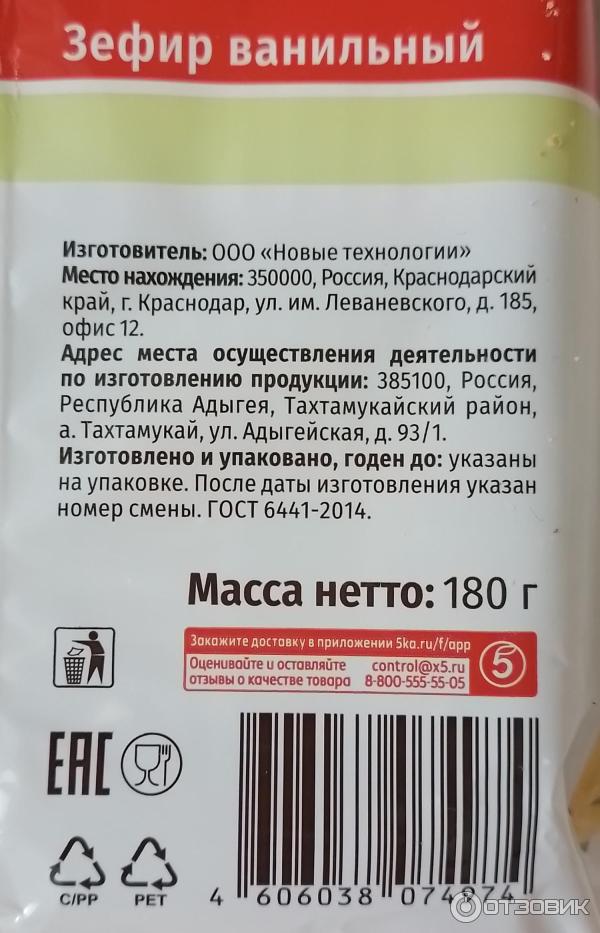 Зефир ванильный
Изготовитель: ООО «Новые технологии»
Место нахождения: 350000, Россия, Краснодарский
край, г. Краснодар, ул. им. Леваневского, д. 185,
офис 12.
Адрес места осуществления деятельности
по изготовлению продукции: 385100, Россия,
Республика Адыгея, Тахтамукайский район,
а. Тахтамукай, ул. Адыгейская, д. 93/1.
Изготовлено и упаковано, годен до: указаны
на упаковке. После даты изготовления указан
номер смены. ГОСТ 6441-2014.
Масса нетто: 180 г
Закажите доставку в приложении 5ka.ru/f/app
Оценивайте и оставляйте control@x5.ru
отзывы о качестве товара 8-800-555-55-05
5
EAC
C/PP
PET
4 606038 074974
ОТЗОВИК